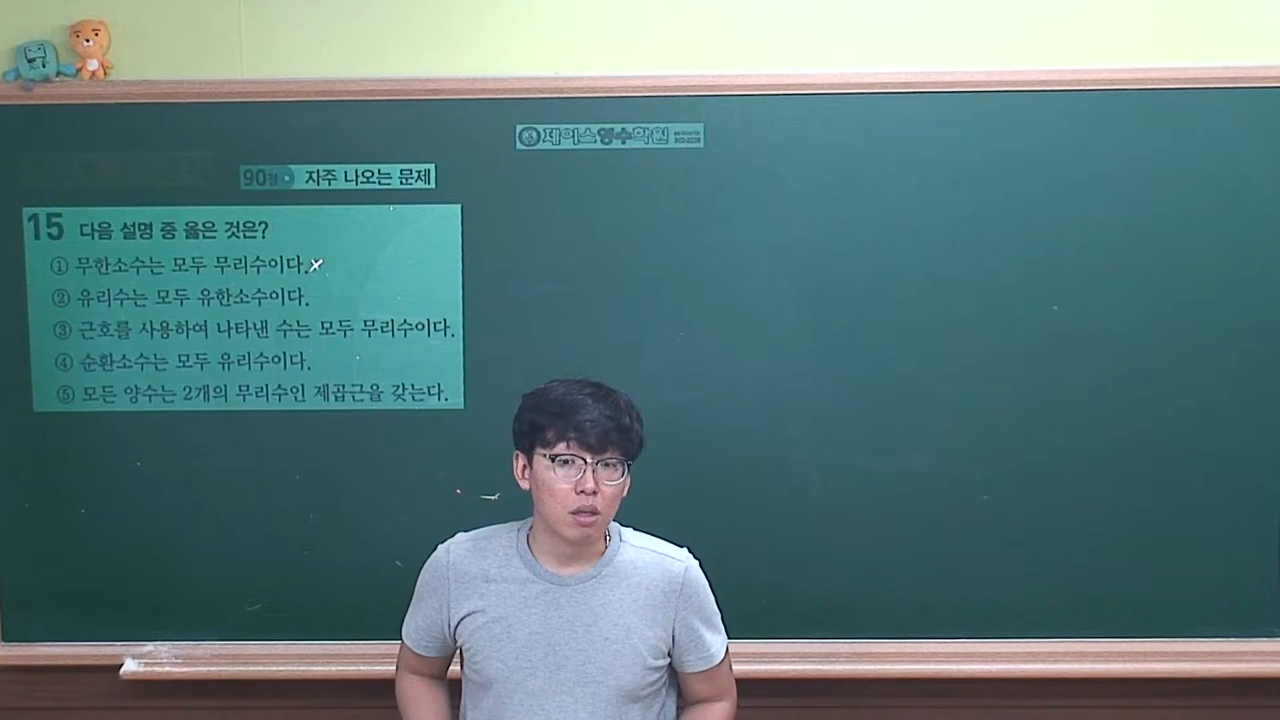 제이스영수학원
90점 자주 나오는 문제
15 다음 설명 중 옳은 것은?
① 무한소수는 모두 무리수이다.
② 유리수는 모두 유한소수이다.
③ 근호를 사용하여 나타낸 수는 모두 무리수이다.
④ 순환소수는 모두 유리수이다.
⑤ 모든 양수는 2개의 무리수인 제곱근을 갖는다.